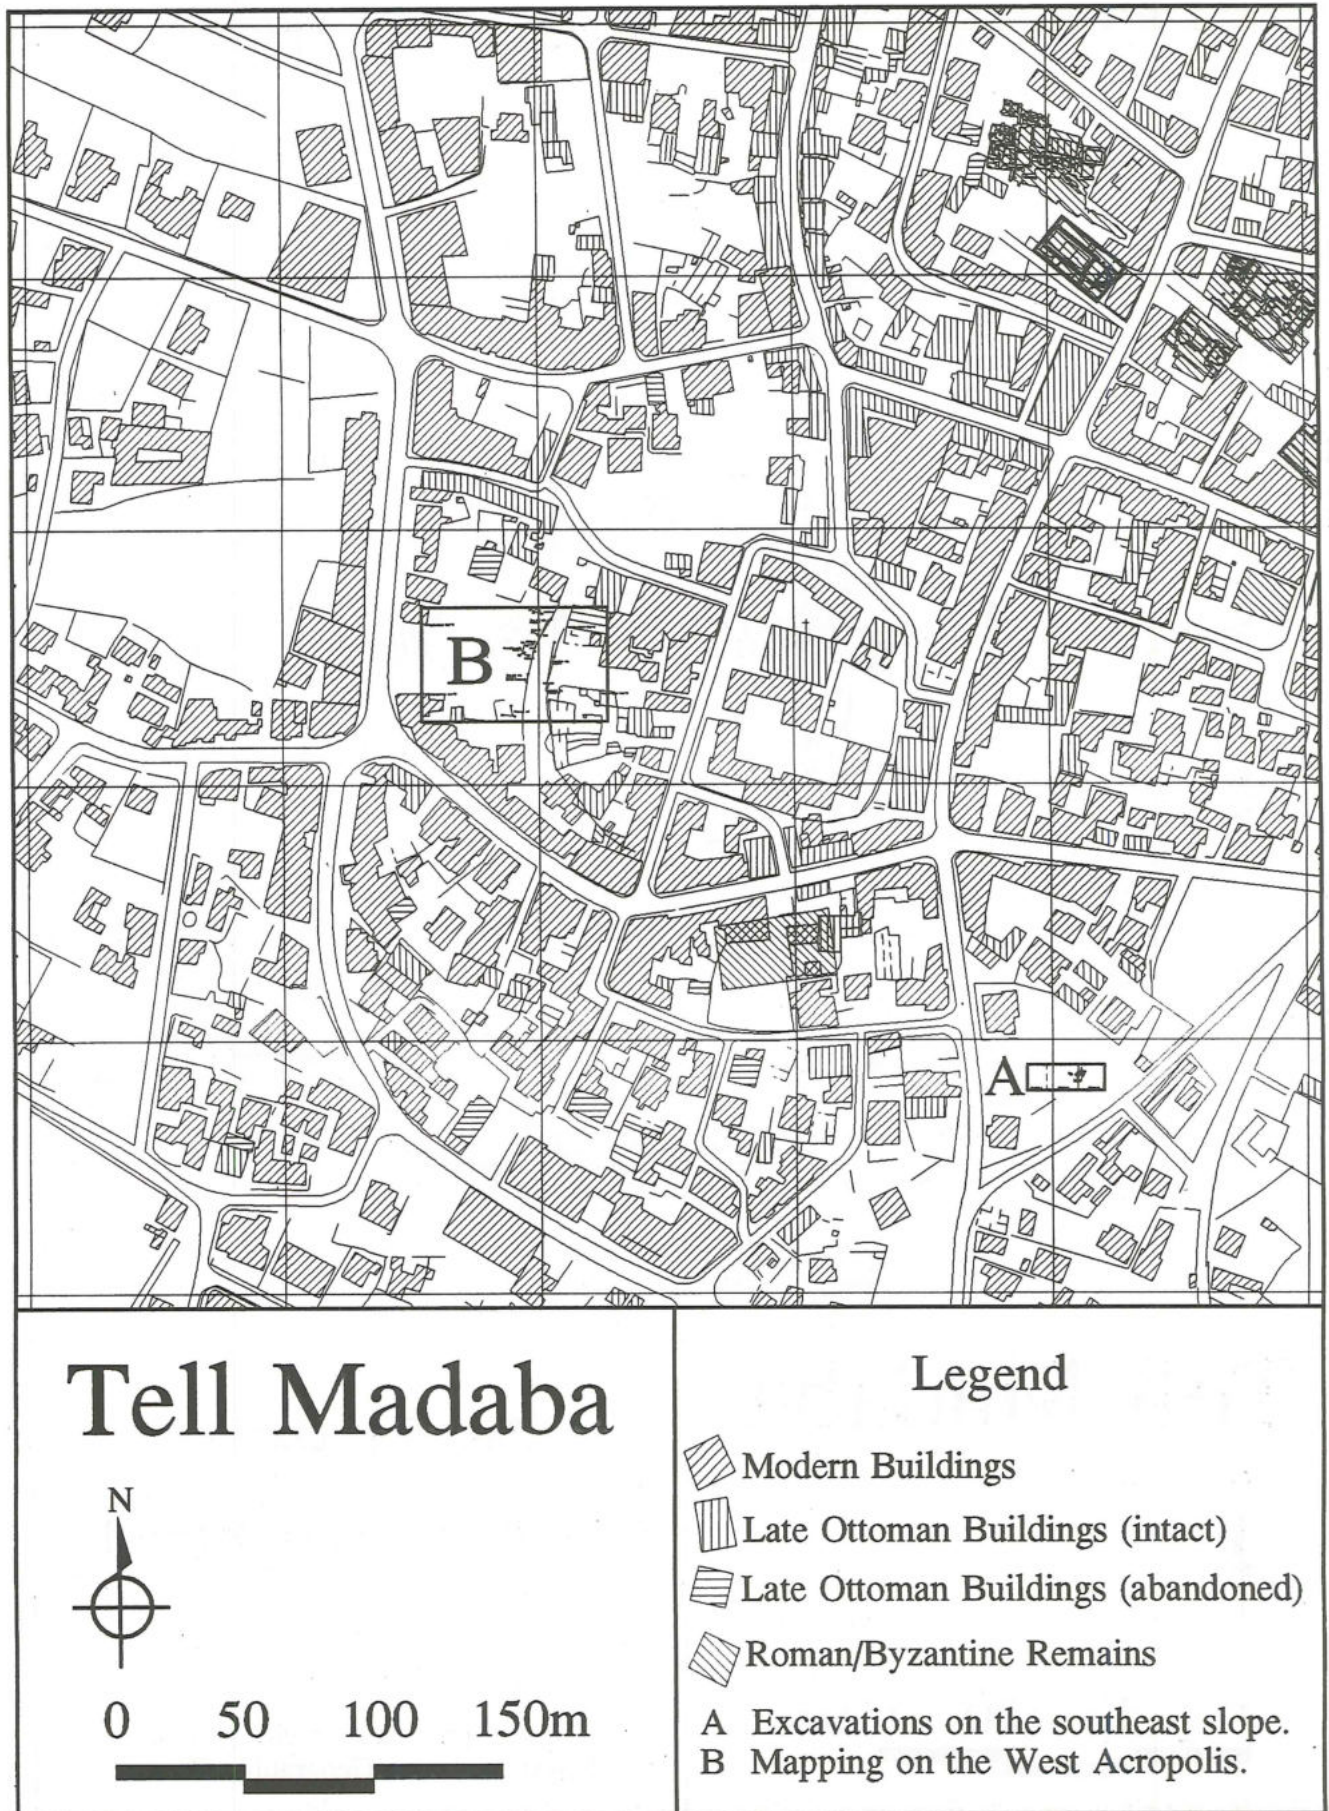 B
A
Tell Madaba
N
0 50 100 150m
Legend
Modern Buildings
Late Ottoman Buildings (intact)
Late Ottoman Buildings (abandoned)
Roman/Byzantine Remains
A Excavations on the southeast slope.
B Mapping on the West Acropolis.